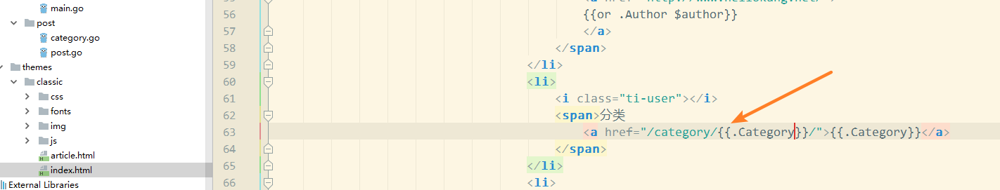 main.go
post
category.go
post.go
themes
classic
css
fonts
img
js
article.html
index.html
External Libraries
56 {{or .Author $author}}
57 </a>
58 </span>
59 </li>
60 <li>
61 <i class="ti-user"></i>
62 <span>分类
63 <a href="/category/{{.Category}}/">{{.Category}}</a>
64 </span>
65 </li>
66 <li>